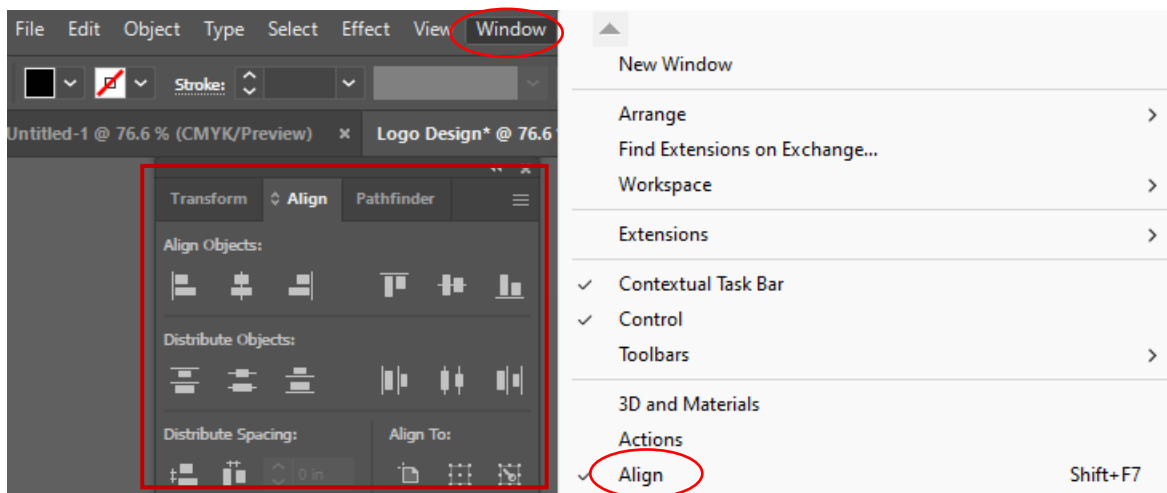 File Edit Object Type Select Effect View Window
Stroke:
Untitled-1 @ 76.6 % (CMYK/Preview) × Logo Design* @ 76.6
Transform Align Pathfinder
Align Objects:
Distribute Objects:
Distribute Spacing: Align To:
0 in
New Window
Arrange
Find Extensions on Exchange...
Workspace
Extensions
Contextual Task Bar
Control
Toolbars
3D and Materials
Actions
Align Shift+F7